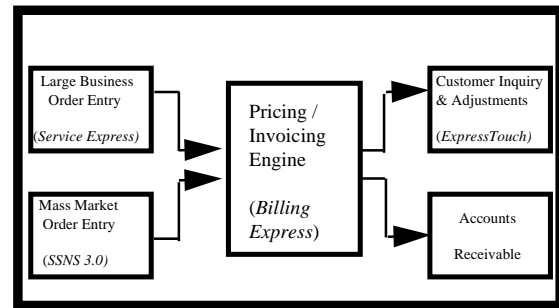 Large Business
Order Entry
(Service Express)
Mass Market
Order Entry
(SSNS 3.0)
Pricing /
Invoicing
Engine
(Billing
Express)
Customer Inquiry
& Adjustments
(ExpressTouch)
Accounts
Receivable